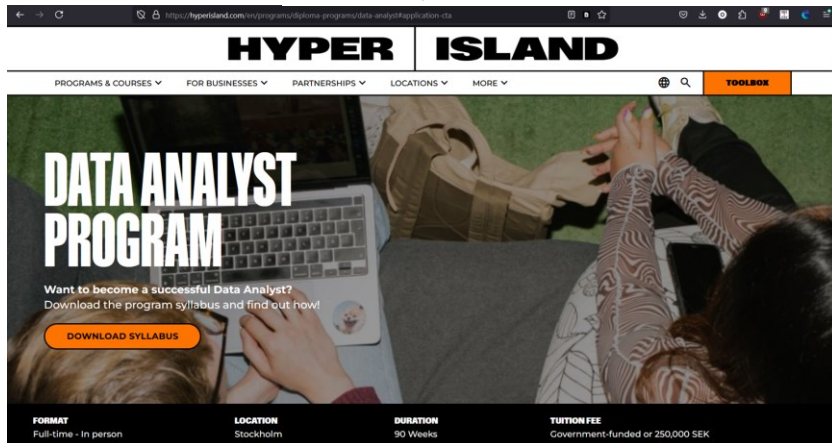 https://hyperisland.com/en/programs/diploma-programs/data-analyst#application-cta
HYPER ISLAND
PROGRAMS & COURSES FOR BUSINESSES PARTNERSHIPS LOCATIONS MORE TOOLBOX
DATA ANALYST
PROGRAM
Want to become a successful Data Analyst?
Download the program syllabus and find out how!
DOWNLOAD SYLLABUS
FORMAT LOCATION DURATION TUITION FEE
Full-time - In person Stockholm 90 Weeks Government-funded or 250,000 SEK